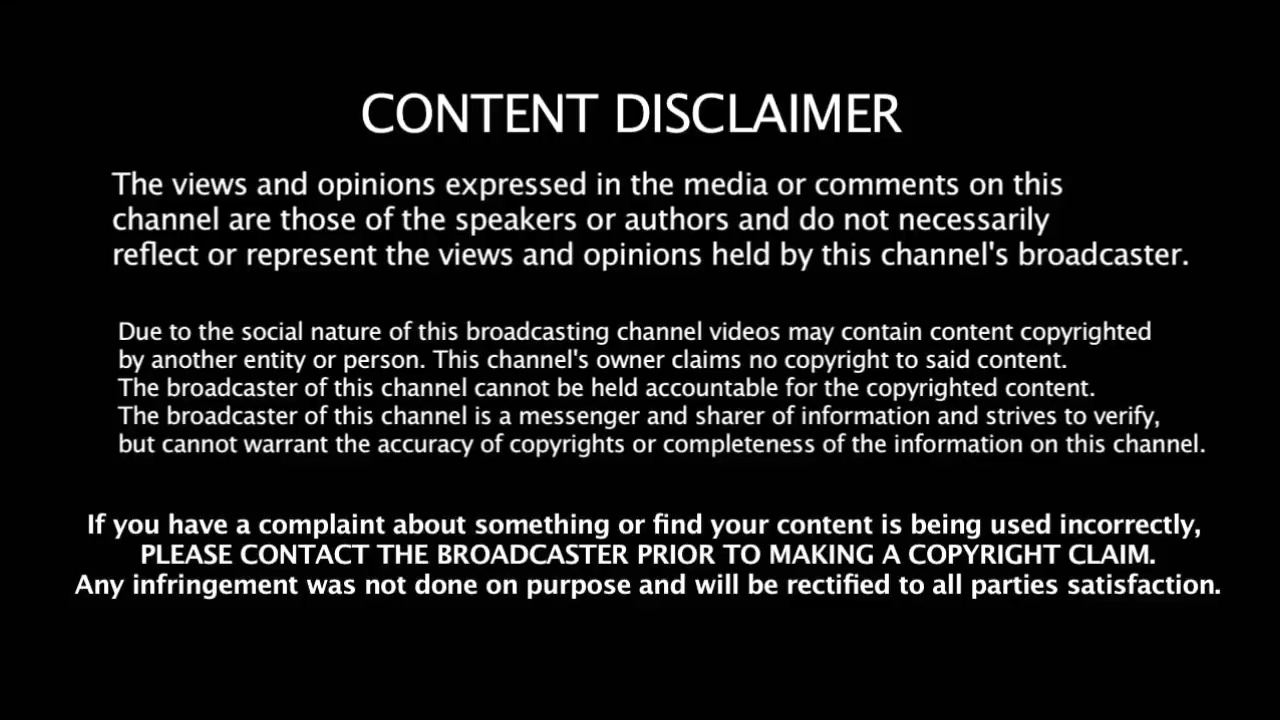 CONTENT DISCLAIMER
The views and opinions expressed in the media or comments on this
channel are those of the speakers or authors and do not necessarily
reflect or represent the views and opinions held by this channel's broadcaster.
Due to the social nature of this broadcasting channel videos may contain content copyrighted
by another entity or person. This channel's owner claims no copyright to said content.
The broadcaster of this channel cannot be held accountable for the copyrighted content.
The broadcaster of this channel is a messenger and sharer of information and strives to verify,
but cannot warrant the accuracy of copyrights or completeness of the information on this channel.
If you have a complaint about something or find your content is being used incorrectly,
PLEASE CONTACT THE BROADCASTER PRIOR TO MAKING A COPYRIGHT CLAIM.
Any infringement was not done on purpose and will be rectified to all parties satisfaction.